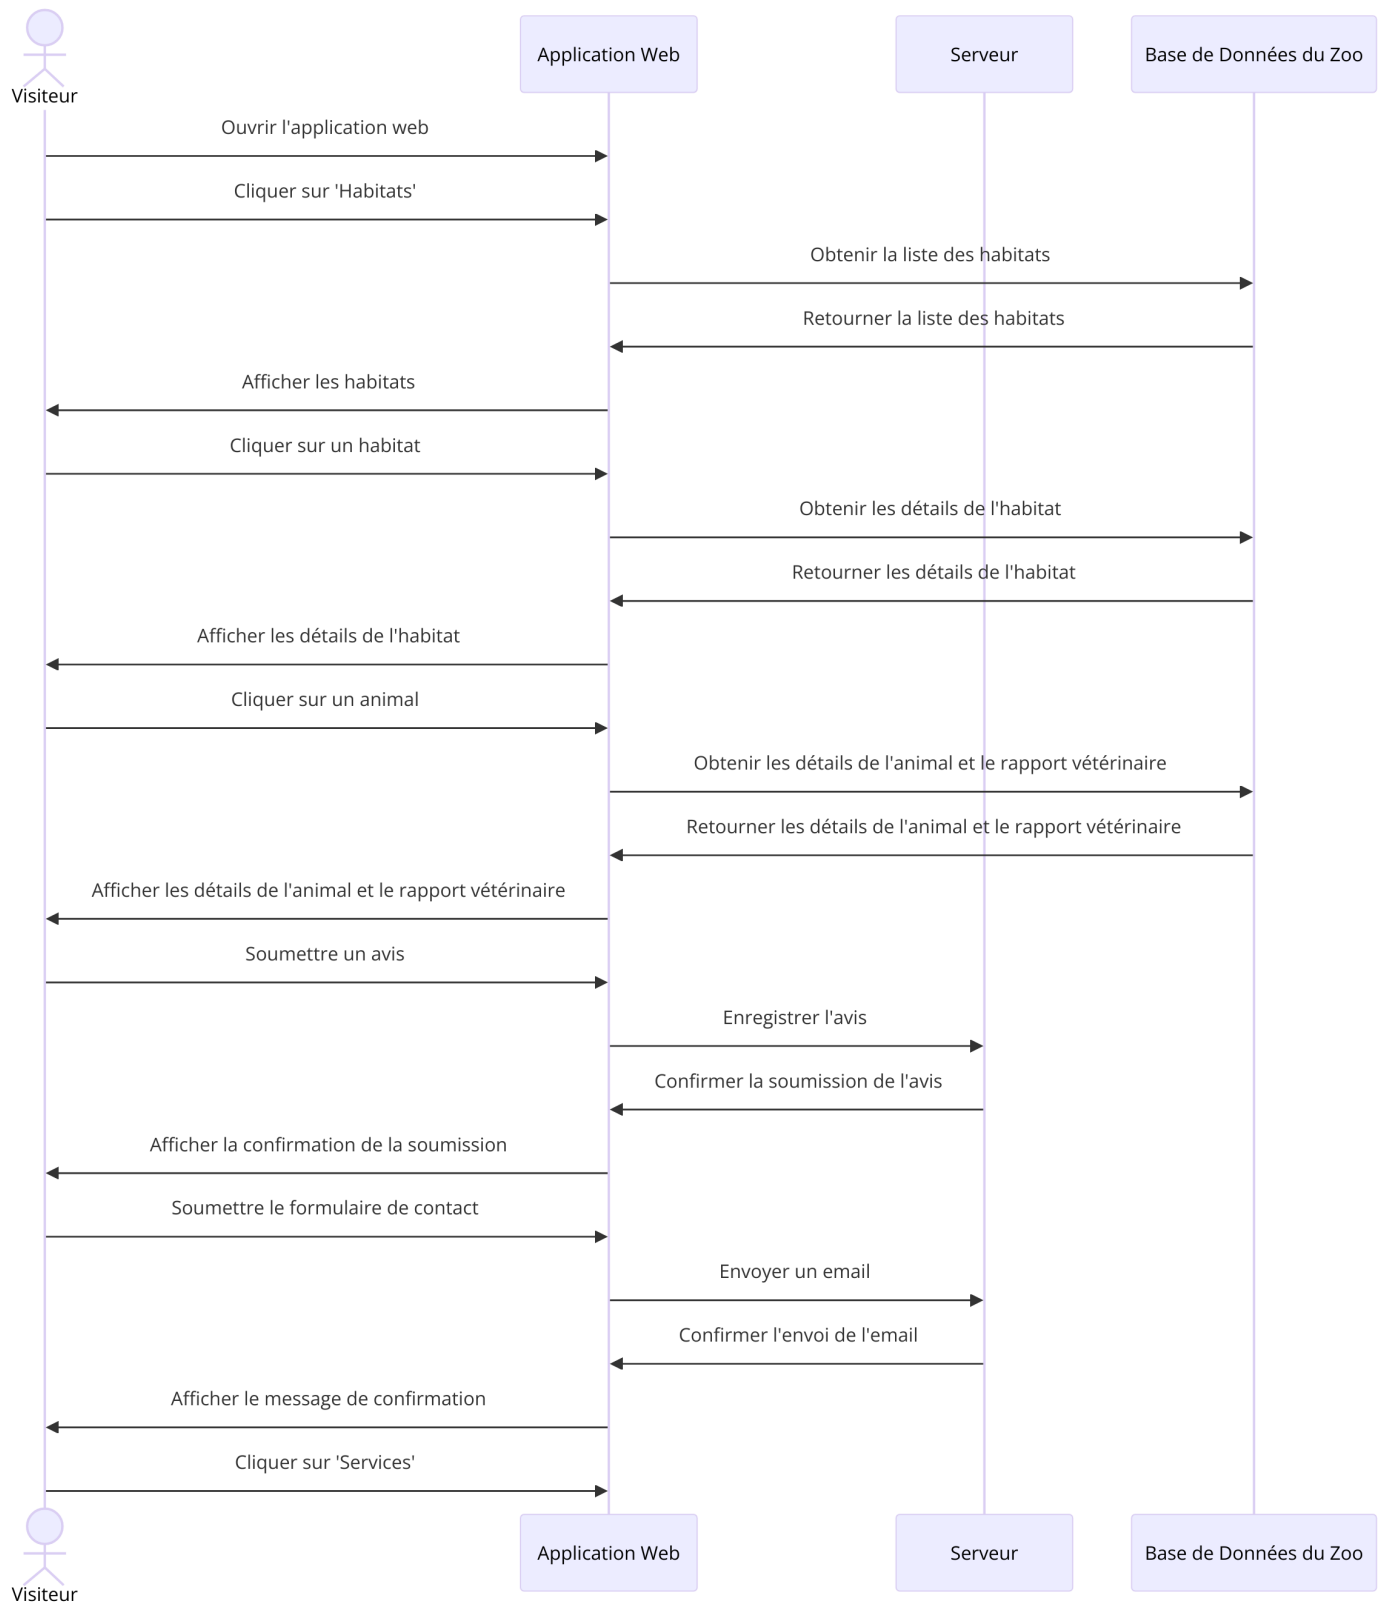 Visiteur
Application Web
Serveur
Base de Données du Zoo
Ouvrir l'application web
Cliquer sur 'Habitats'
Obtenir la liste des habitats
Retourner la liste des habitats
Afficher les habitats
Cliquer sur un habitat
Obtenir les détails de l'habitat
Retourner les détails de l'habitat
Afficher les détails de l'habitat
Cliquer sur un animal
Obtenir les détails de l'animal et le rapport vétérinaire
Retourner les détails de l'animal et le rapport vétérinaire
Afficher les détails de l'animal et le rapport vétérinaire
Soumettre un avis
Enregistrer l'avis
Confirmer la soumission de l'avis
Afficher la confirmation de la soumission
Soumettre le formulaire de contact
Envoyer un email
Confirmer l'envoi de l'email
Afficher le message de confirmation
Cliquer sur 'Services'
Visiteur
Application Web
Serveur
Base de Données du Zoo